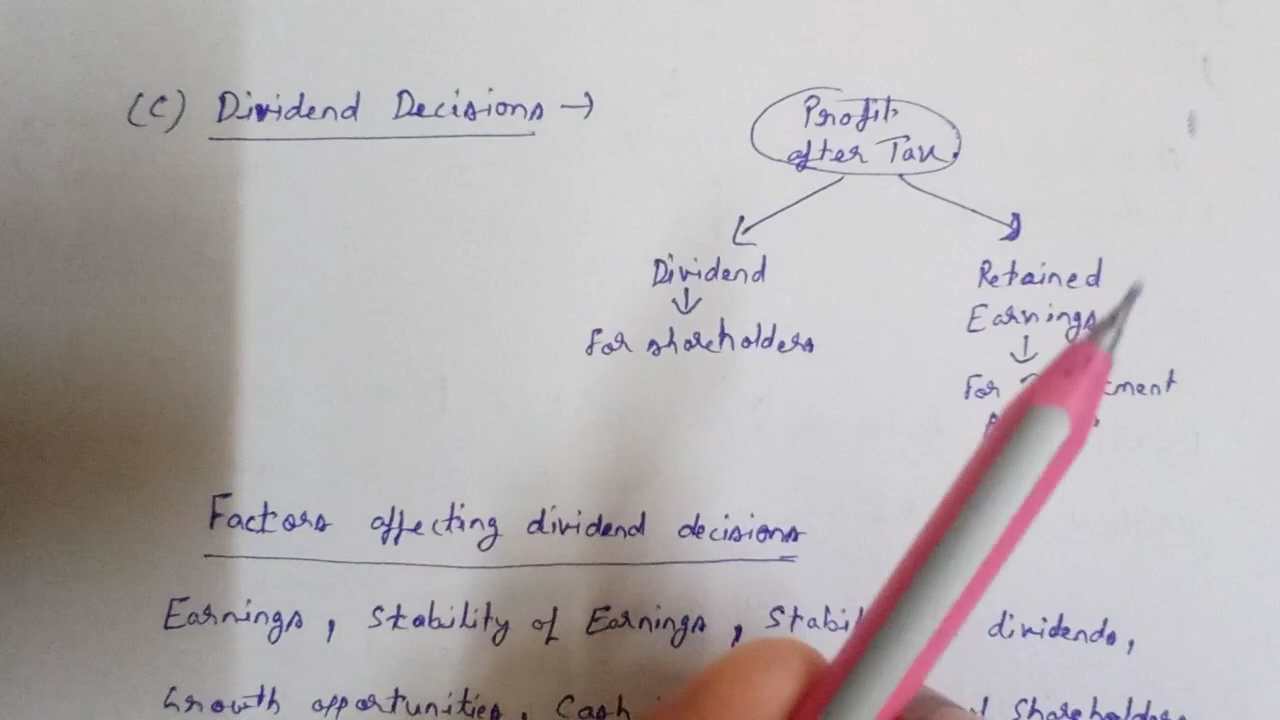 (C) Dividend Decisions →
Profit
after Tax.
Dividend
↓
For shareholders
Retained
Earnings
↓
For
Factors affecting dividend decisions
Earnings, Stability of Earnings, dividends,
Growth opportunities, Cash Shareholders